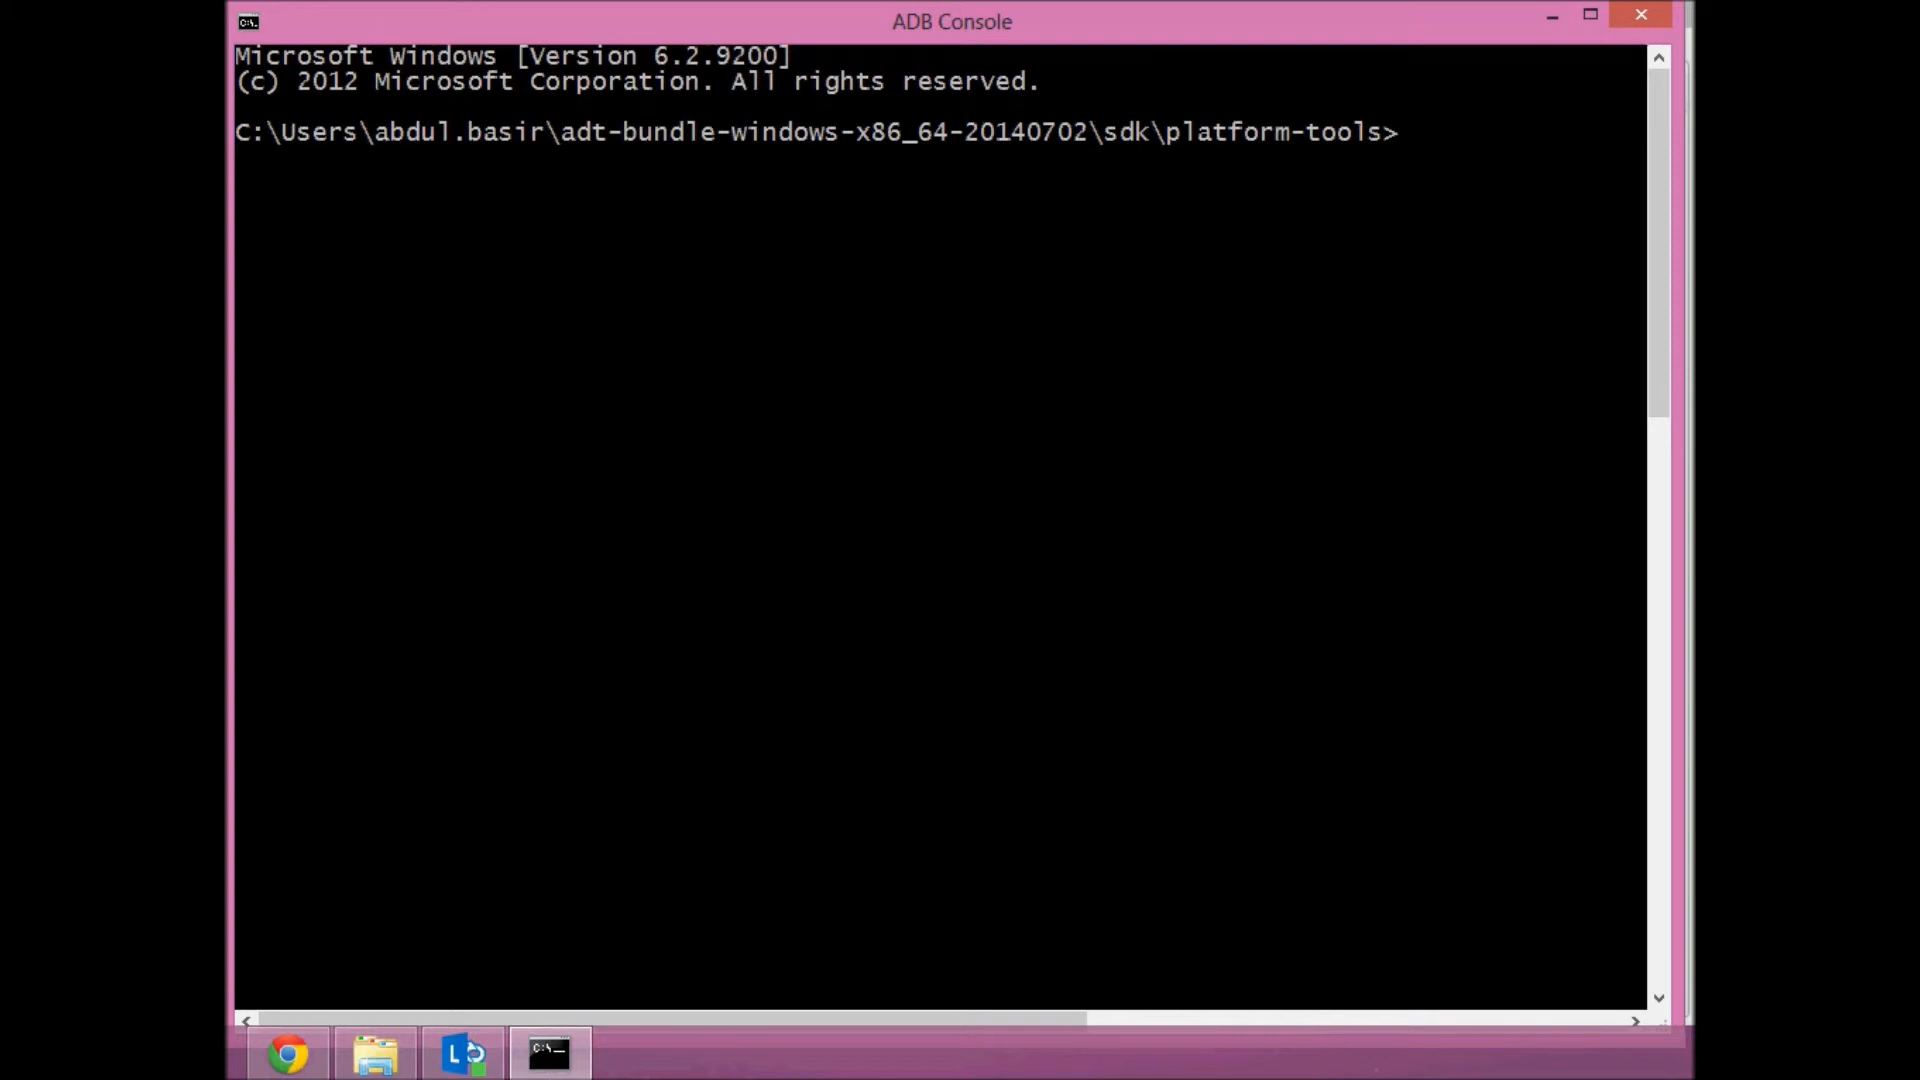 ADB Console
Microsoft Windows [Version 6.2.9200]
(c) 2012 Microsoft Corporation. All rights reserved.
C:\Users\abdul.basir\adt-bundle-windows-x86_64-20140702\sdk\platform-tools>